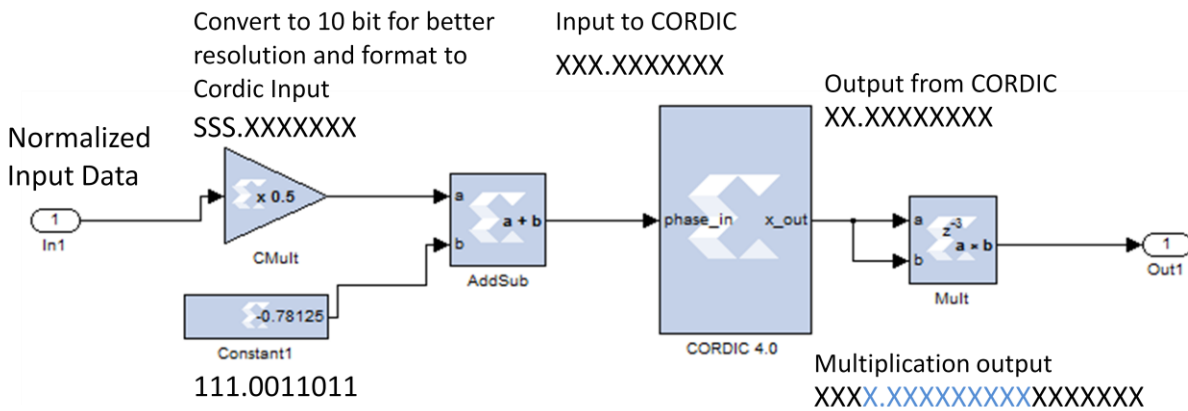 Convert to 10 bit for better
resolution and format to
Cordic Input
SSS.XXXXXXX
Input to CORDIC
XXX.XXXXXXX
Output from CORDIC
XX.XXXXXXXX
Normalized
Input Data
1
In1
x 0.5
CMult
-0.78125
Constant1
111.0011011
a
b
a + b
AddSub
phase_in
x_out
CORDIC 4.0
a
b
z-3
a × b
Mult
1
Out1
Multiplication output
XXXX.XXXXXXXXXXXXXXXX